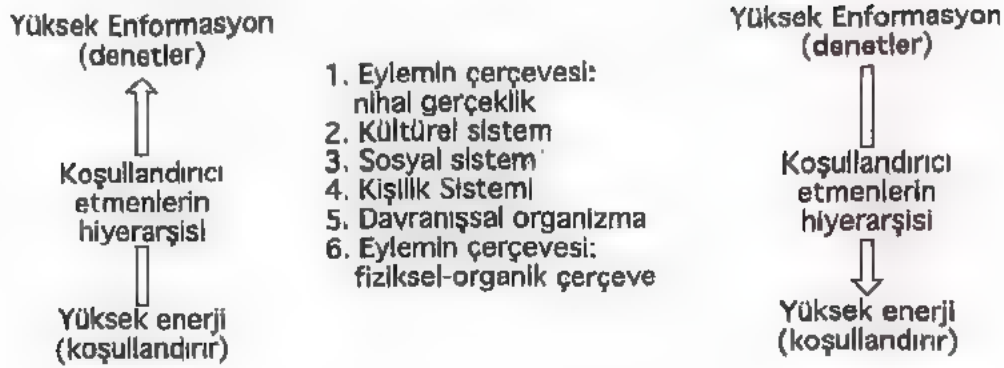 Yüksek Enformasyon
(denetler)
Koşullandırıcı
etmenlerin
hiyerarşisi
Yüksek enerji
(koşullandırır)
1. Eylemin çerçevesi:
nihal gerçeklik
2. Kültürel sistem
3. Sosyal sistem
4. Kişilik Sistemi
5. Davranışsal organizma
6. Eylemin çerçevesi:
fiziksel-organik çerçeve
Yüksek Enformasyon
(denetler)
Koşullandırıcı
etmenlerin
hiyerarşisi
Yüksek enerji
(koşullandırır)